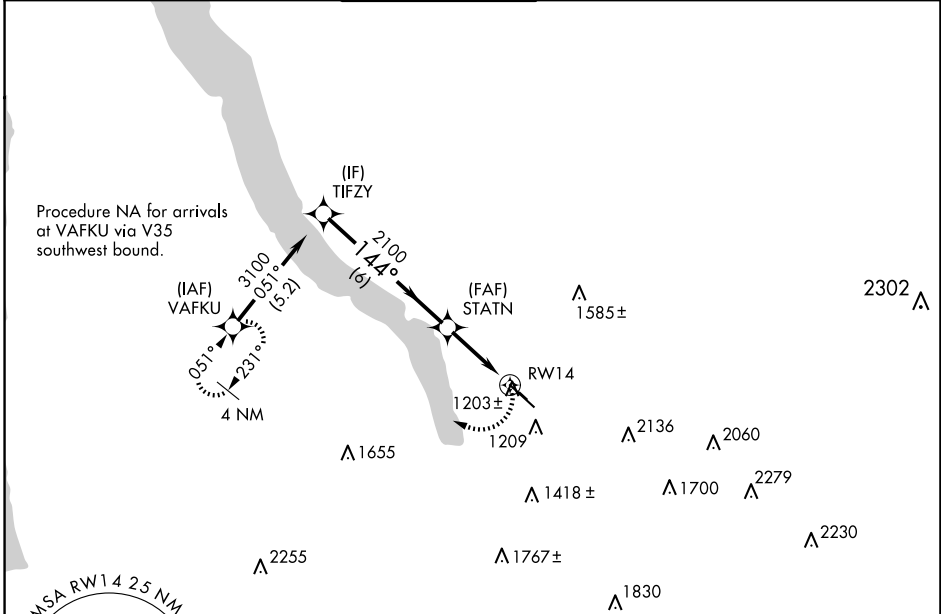 (IF)
TIFZY
Procedure NA for arrivals
at VAFKU via V35
southwest bound.
2100
144°
(6)
3100
051°
(5.2)
(IAF)
VAFKU
(FAF)
STATN
2302
1585±
051°
231°
4 NM
RW14
1203±
1209
2136
2060
1655
1418±
1700
2279
2230
2255
1767±
1830
MSA RW14 25 NM